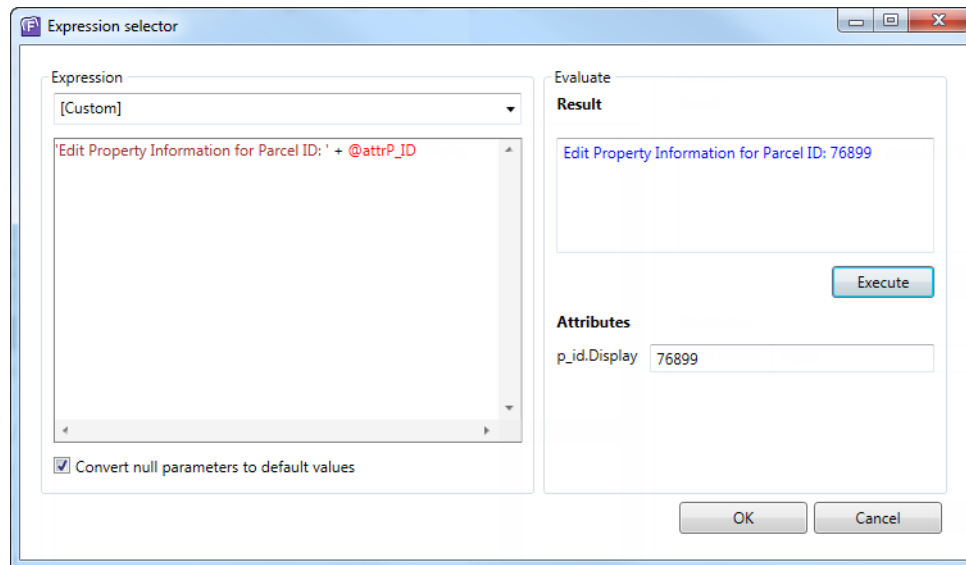 Expression selector
Expression
[Custom]
'Edit Property Information for Parcel ID: ' + @attrP_ID
Convert null parameters to default values
Evaluate
Result
Edit Property Information for Parcel ID: 76899
Execute
Attributes
p_id.Display 76899
OK Cancel